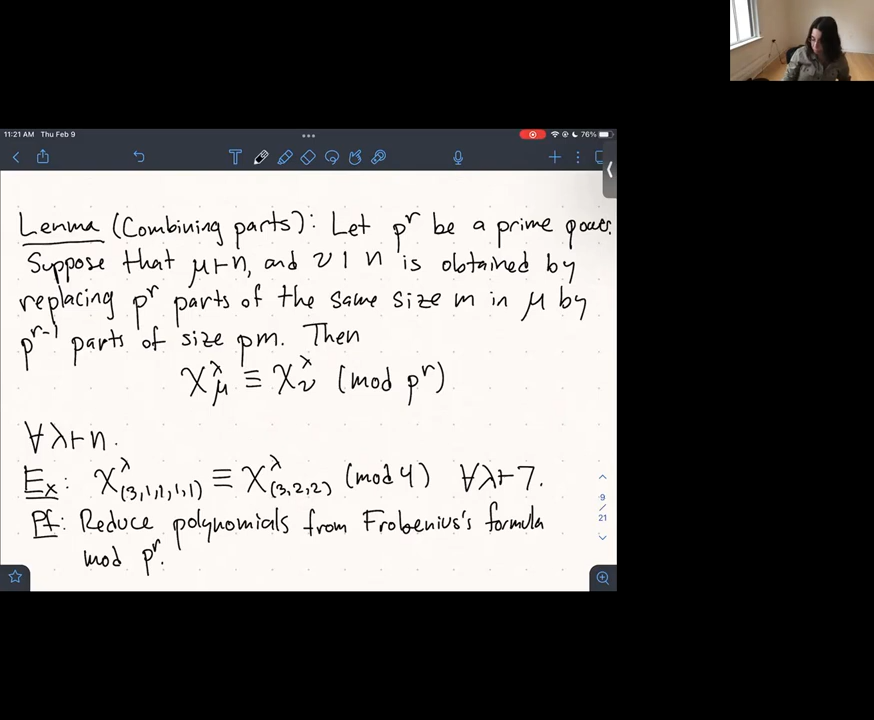 11:21 AM Thu Feb 9
76%
Lemma (Combining parts): Let p^r be a prime power.
Suppose that μ⊢n, and ν⊢n is obtained by
replacing p^r parts of the same size m in μ by
p^{r-1} parts of size pm. Then
χ^λ_μ ≡ χ^λ_ν (mod p^r)
∀λ⊢n.
Ex: χ^λ_{(3,1,1,1,1)} ≡ χ^λ_{(3,2,2)} (mod 4) ∀λ⊢7.
9
/
21
Pf: Reduce polynomials from Frobenius's formula
mod p^r.